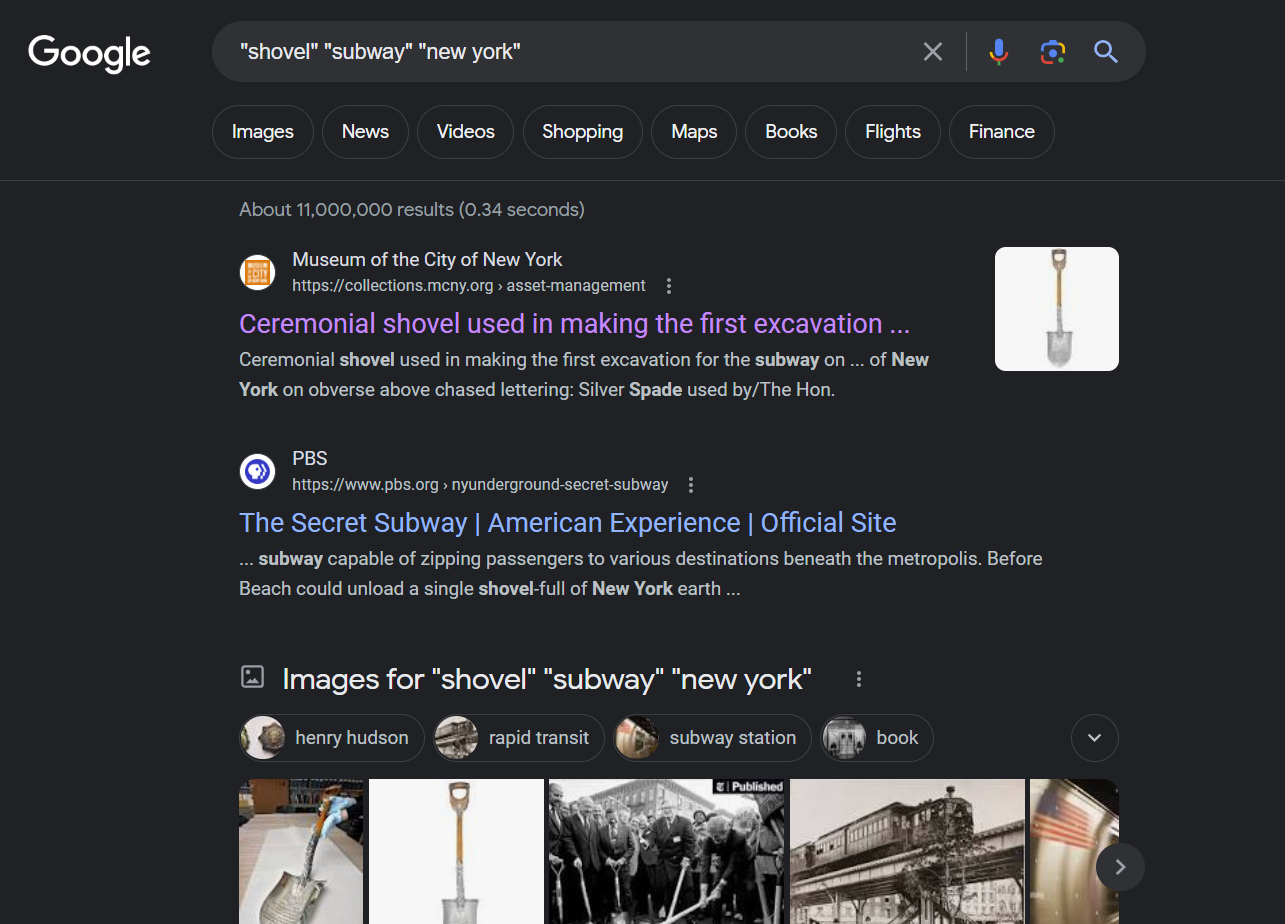 Google
"shovel" "subway" "new york"
Images News Videos Shopping Maps Books Flights Finance
About 11,000,000 results (0.34 seconds)
Museum of the City of New York
https://collections.mcny.org › asset-management
Ceremonial shovel used in making the first excavation ...
Ceremonial shovel used in making the first excavation for the subway on ... of New
York on obverse above chased lettering: Silver Spade used by/The Hon.
PBS
https://www.pbs.org › nyunderground-secret-subway
The Secret Subway | American Experience | Official Site
... subway capable of zipping passengers to various destinations beneath the metropolis. Before
Beach could unload a single shovel-full of New York earth ...
Images for "shovel" "subway" "new york"
henry hudson rapid transit subway station book
Published